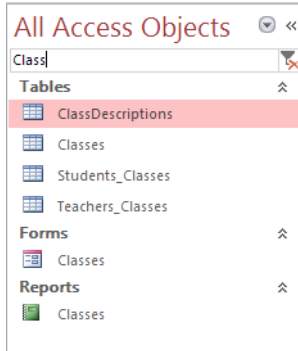 All Access Objects
Class
Tables
ClassDescriptions
Classes
Students_Classes
Teachers_Classes
Forms
Classes
Reports
Classes